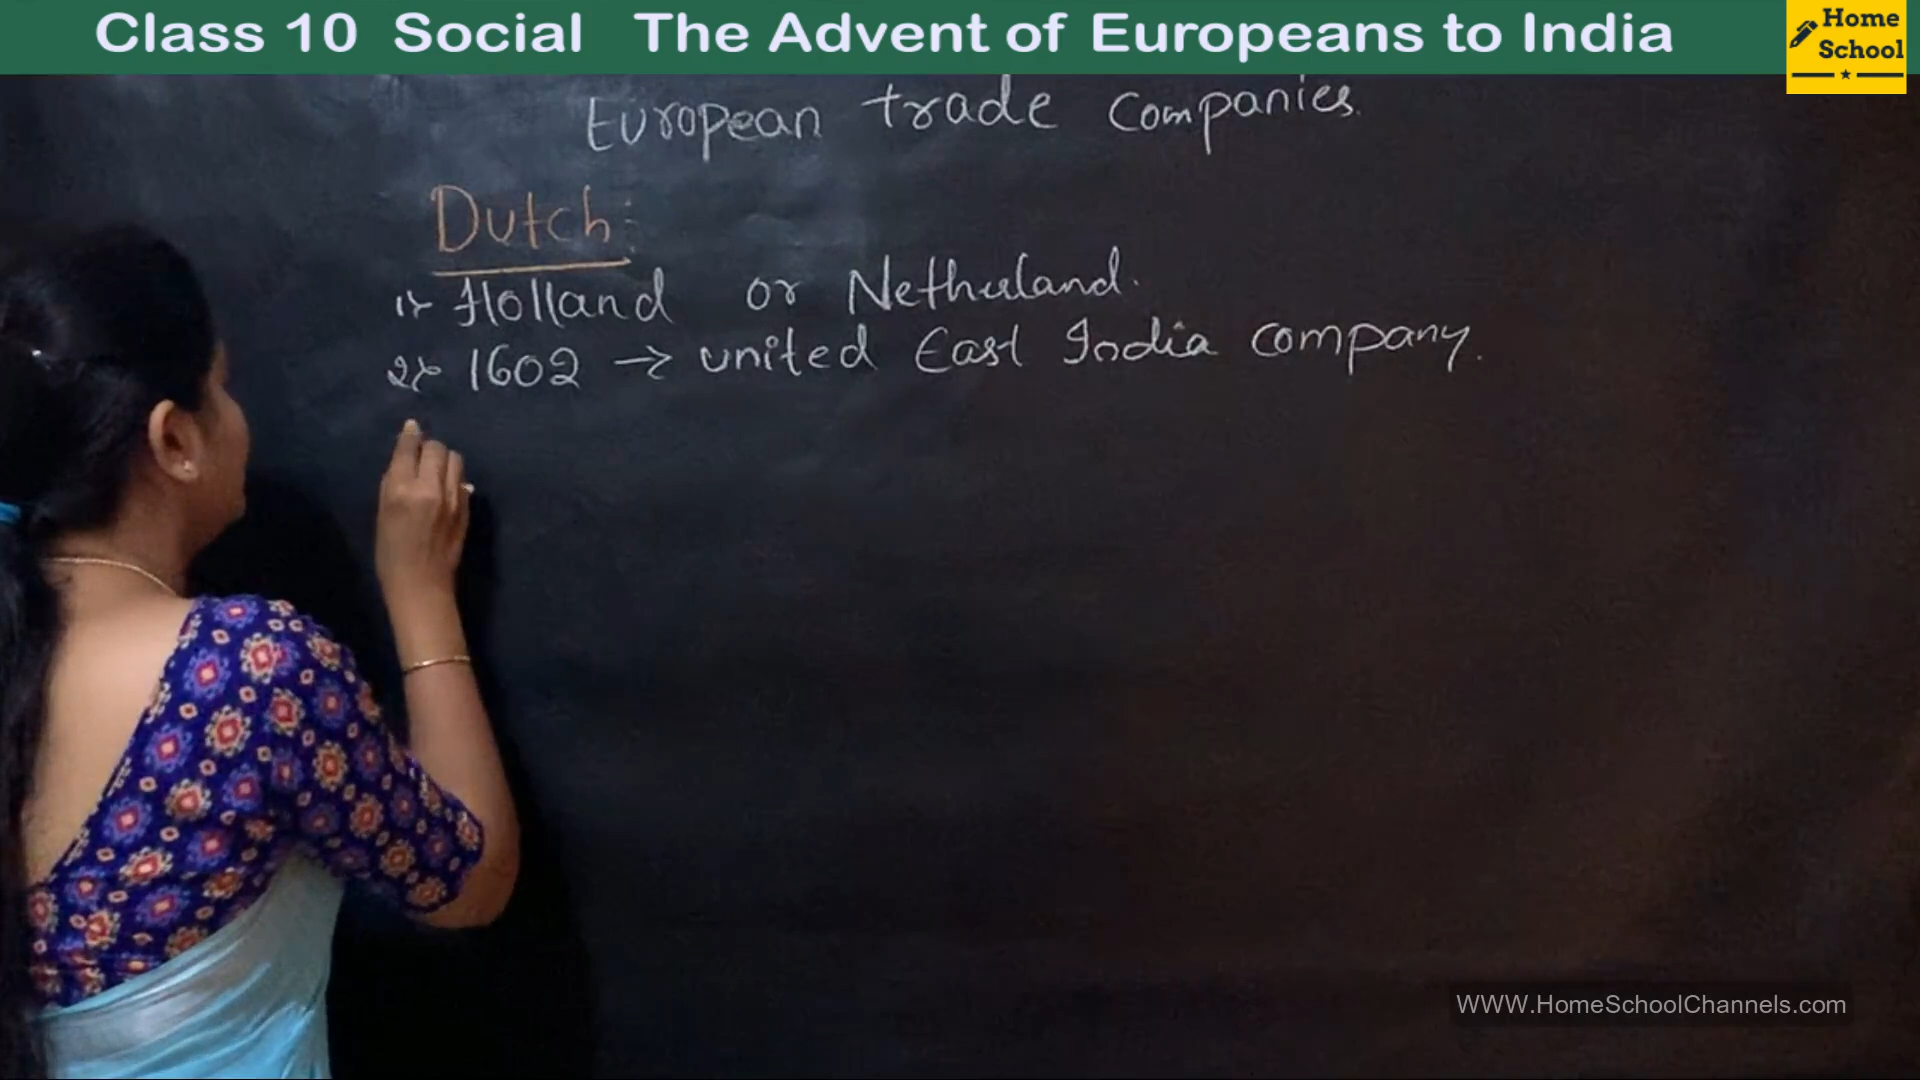 Class 10 Social The Advent of Europeans to India
Home
School
European trade companies.
Dutch:
1) Holland or Netherland.
2) 1602 → united East India company.
WWW.HomeSchoolChannels.com